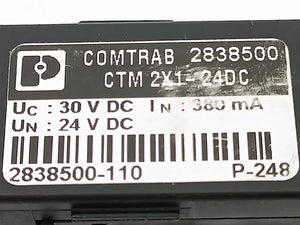 COMTRAB 2838500
CTM 2X1-24DC
UC : 30 V DC IN : 380 mA
UN : 24 V DC
2838500-110 P-248